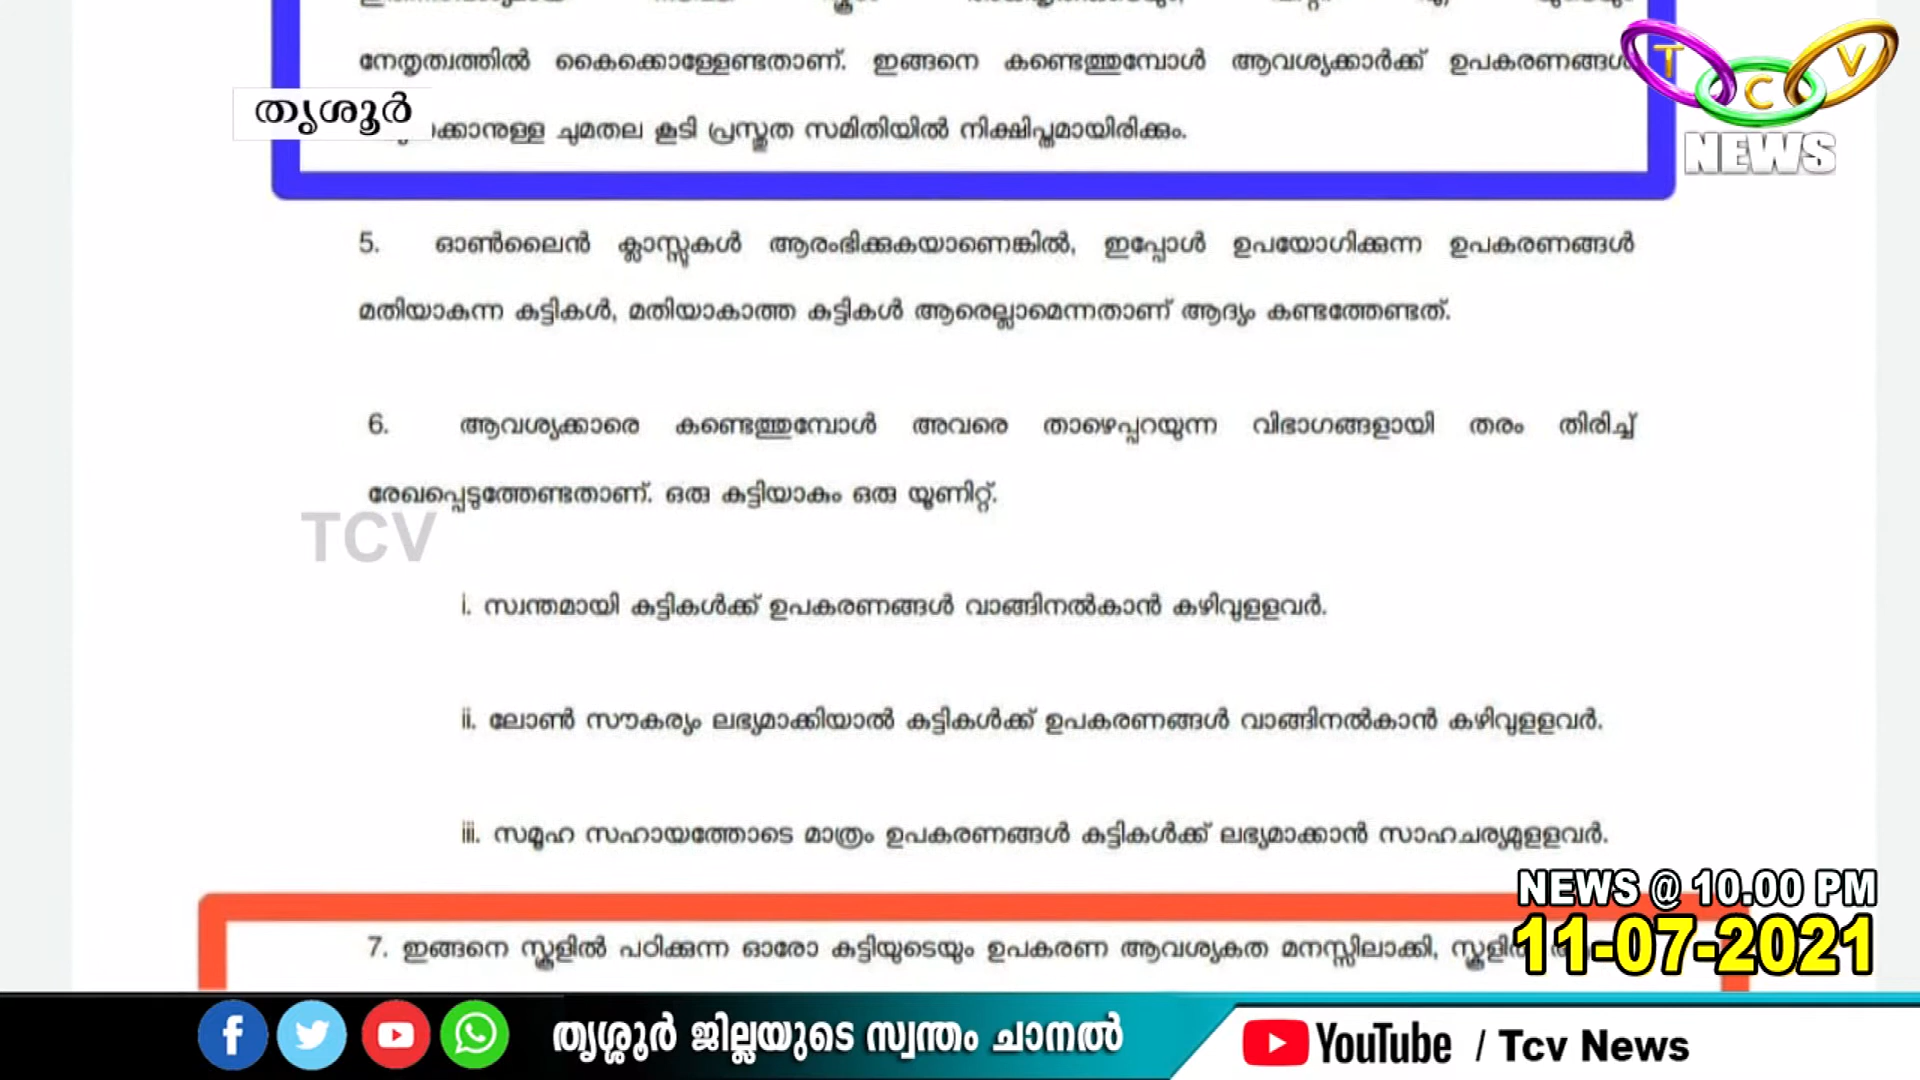 നേതൃത്വത്തിൽ കൈക്കൊള്ളേണ്ടതാണ്. ഇങ്ങനെ കണ്ടെത്തുമ്പോൾ ആവശ്യക്കാർക്ക് ഉപകരണങ്ങൾ
തൃശൂർ
ചുമതല കൂടി പ്രസ്തുത സമിതിയിൽ നിക്ഷിപ്തമായിരിക്കും.
T C V
NEWS
5. ഓൺലൈൻ ക്ലാസ്സുകൾ ആരംഭിക്കുകയാണെങ്കിൽ, ഇപ്പോൾ ഉപയോഗിക്കുന്ന ഉപകരണങ്ങൾ
മതിയാകുന്ന കുട്ടികൾ, മതിയാകാത്ത കുട്ടികൾ ആരെല്ലാമെന്നതാണ് ആദ്യം കണ്ടത്തേണ്ടത്.
6. ആവശ്യക്കാരെ കണ്ടെത്തുമ്പോൾ അവരെ താഴെപ്പറയുന്ന വിഭാഗങ്ങളായി തരം തിരിച്ച്
രേഖപ്പെടുത്തേണ്ടതാണ്. ഒരു കുട്ടിയാകും ഒരു യൂണിറ്റ്.
TCV
i. സ്വന്തമായി കുട്ടികൾക്ക് ഉപകരണങ്ങൾ വാങ്ങിനൽകാൻ കഴിവുളളവർ.
ii. ലോൺ സൗകര്യം ലഭ്യമാക്കിയാൽ കുട്ടികൾക്ക് ഉപകരണങ്ങൾ വാങ്ങിനൽകാൻ കഴിവുളളവർ.
iii. സമൂഹ സഹായത്തോടെ മാത്രം ഉപകരണങ്ങൾ കുട്ടികൾക്ക് ലഭ്യമാക്കാൻ സാഹചര്യമുളളവർ.
NEWS @ 10.00 PM
11-07-2021
7. ഇങ്ങനെ സ്കൂളിൽ പഠിക്കുന്ന ഓരോ കുട്ടിയുടെയും ഉപകരണ ആവശ്യകത മനസ്സിലാക്കി,
തൃശ്ശൂർ ജില്ലയുടെ സ്വന്തം ചാനൽ
YouTube / Tcv News